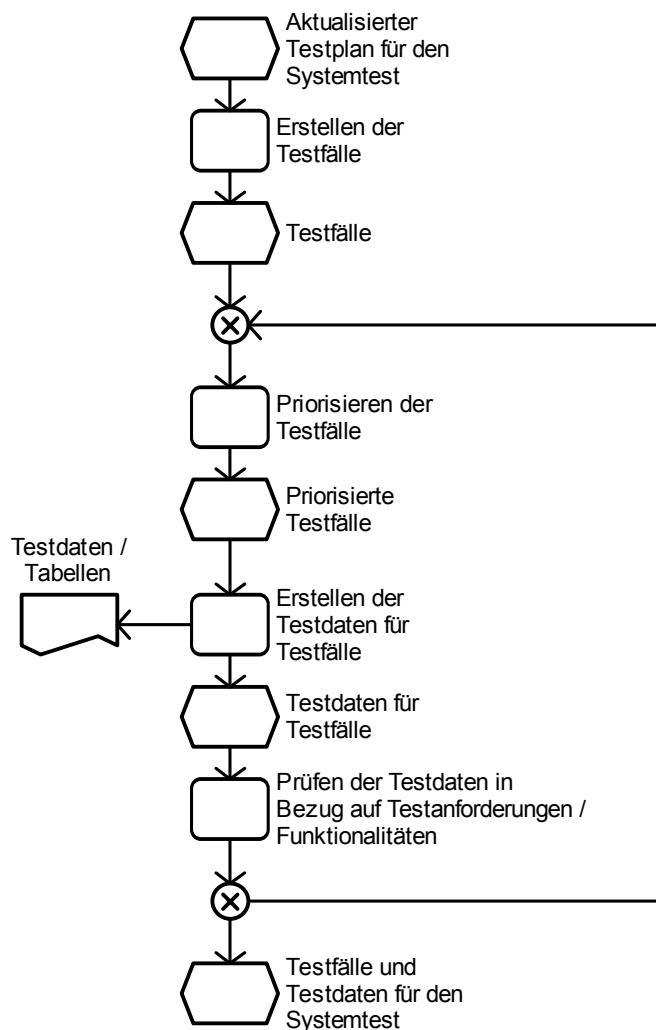 Aktualisierter
Testplan für den
Systemtest
Erstellen der
Testfälle
Testfälle
Priorisieren der
Testfälle
Priorisierte
Testfälle
Testdaten /
Tabellen
Erstellen der
Testdaten für
Testfälle
Testdaten für
Testfälle
Prüfen der Testdaten in
Bezug auf Testanforderungen /
Funktionalitäten
Testfälle und
Testdaten für den
Systemtest